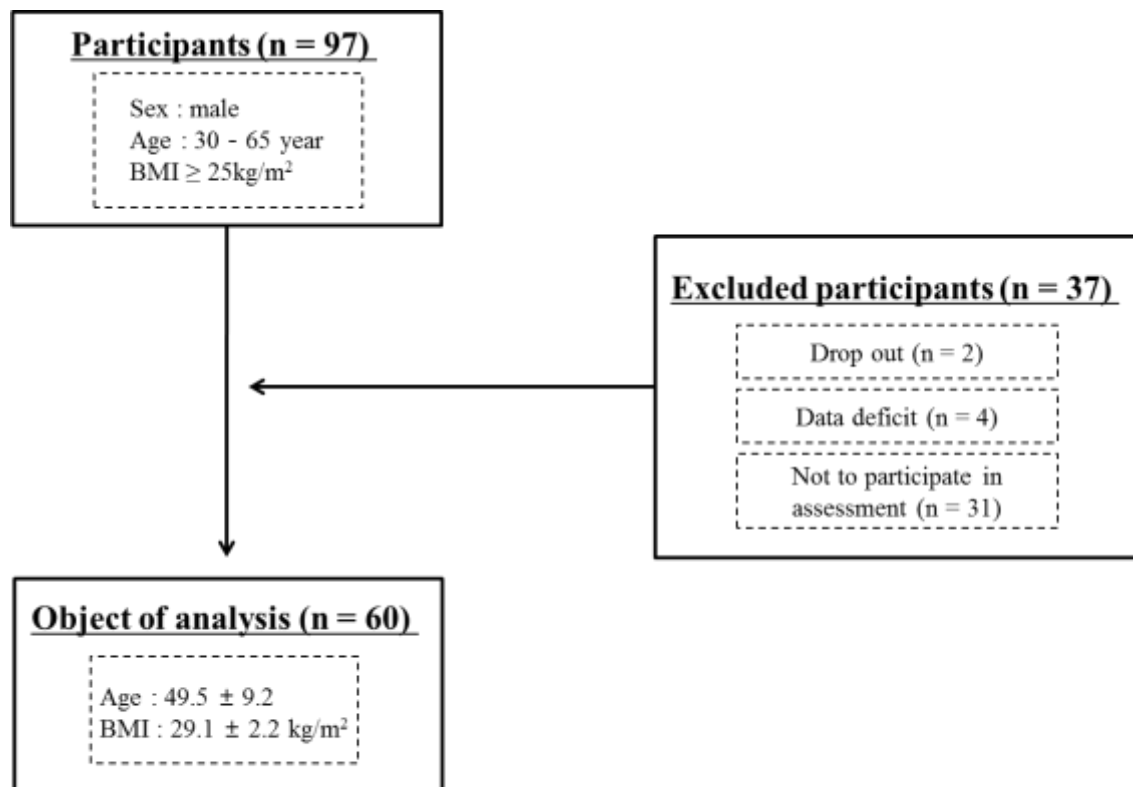 Participants (n = 97)
Sex : male
Age : 30 - 65 year
BMI ≥ 25kg/m²
Excluded participants (n = 37)
Drop out (n = 2)
Data deficit (n = 4)
Not to participate in
assessment (n = 31)
Object of analysis (n = 60)
Age : 49.5 ± 9.2
BMI : 29.1 ± 2.2 kg/m²